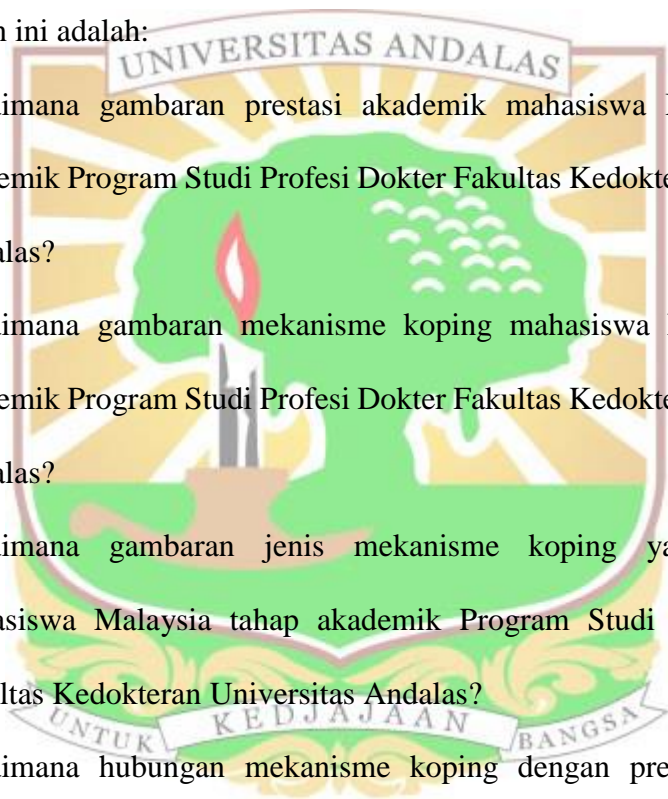 n ini adalah:
UNIVERSITAS ANDALAS
imana gambaran prestasi akademik mahasiswa
emik Program Studi Profesi Dokter Fakultas Kedokte
alas?
imana gambaran mekanisme koping mahasiswa
emik Program Studi Profesi Dokter Fakultas Kedokte
alas?
imana gambaran jenis mekanisme koping ya
asiswa Malaysia tahap akademik Program Studi
ltas Kedokteran Universitas Andalas?
UNTUK KEDJAJAAN BANGSA
imana hubungan mekanisme koping dengan pre